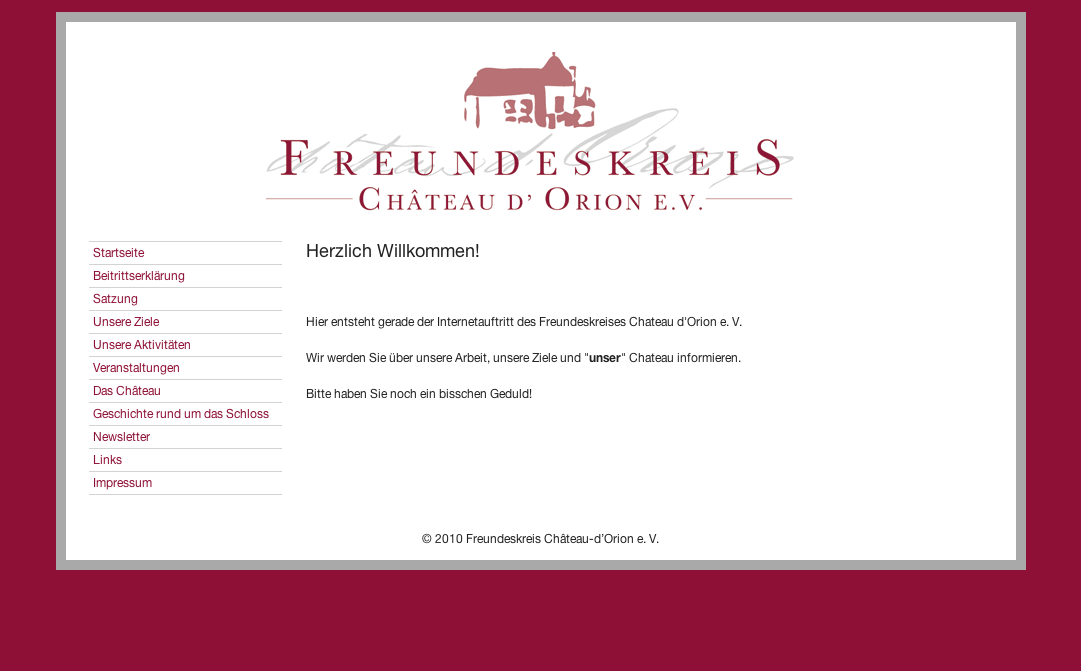 château d'Orion
FREUNDESKREIS
CHÂTEAU D' ORION E.V.
Startseite
Beitrittserklärung
Satzung
Unsere Ziele
Unsere Aktivitäten
Veranstaltungen
Das Château
Geschichte rund um das Schloss
Newsletter
Links
Impressum
Herzlich Willkommen!
Hier entsteht gerade der Internetauftritt des Freundeskreises Chateau d'Orion e. V.
Wir werden Sie über unsere Arbeit, unsere Ziele und "unser" Chateau informieren.
Bitte haben Sie noch ein bisschen Geduld!
© 2010 Freundeskreis Château-d'Orion e. V.